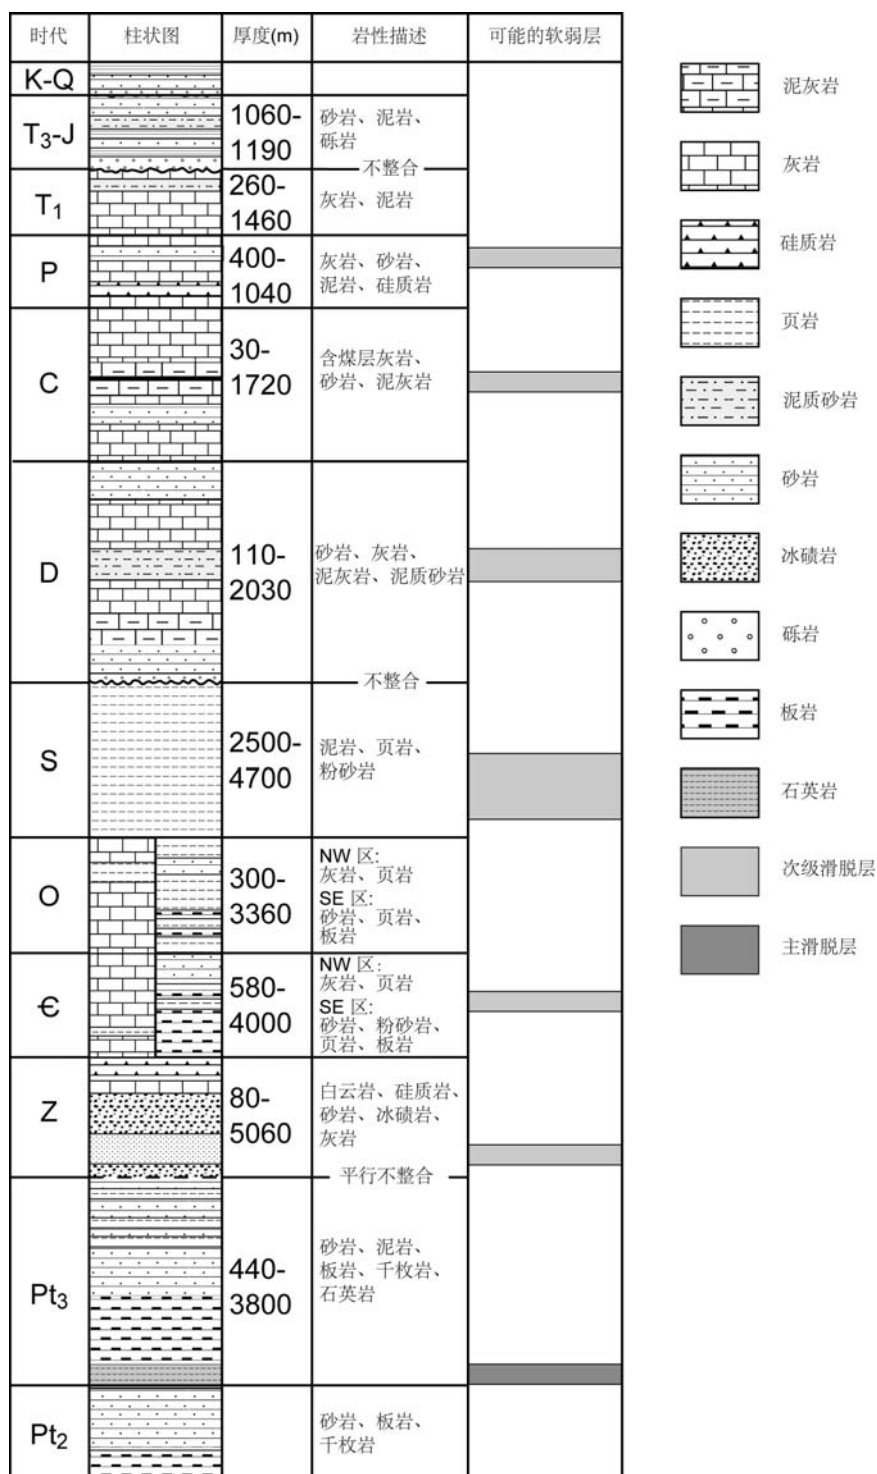 时代 柱状图 厚度(m) 岩性描述 可能的软弱层
K-Q
T₃-J
1060-
1190
砂岩、泥岩、
砾岩
不整合
T₁
260-
1460
灰岩、泥岩
P
400-
1040
灰岩、砂岩、
泥岩、硅质岩
C
30-
1720
含煤层灰岩、
砂岩、泥灰岩
D
110-
2030
砂岩、灰岩、
泥灰岩、泥质砂岩
不整合
S
2500-
4700
泥岩、页岩、
粉砂岩
O
300-
3360
NW 区:
灰岩、页岩
SE 区:
砂岩、页岩、
板岩
Є
580-
4000
NW 区:
灰岩、页岩
SE 区:
砂岩、粉砂岩、
页岩、板岩
Z
80-
5060
白云岩、硅质岩、
砂岩、冰碛岩、
灰岩
平行不整合
Pt₃
440-
3800
砂岩、泥岩、
板岩、千枚岩、
石英岩
Pt₂
砂岩、板岩、
千枚岩
泥灰岩
灰岩
硅质岩
页岩
泥质砂岩
砂岩
冰碛岩
砾岩
板岩
石英岩
次级滑脱层
主滑脱层